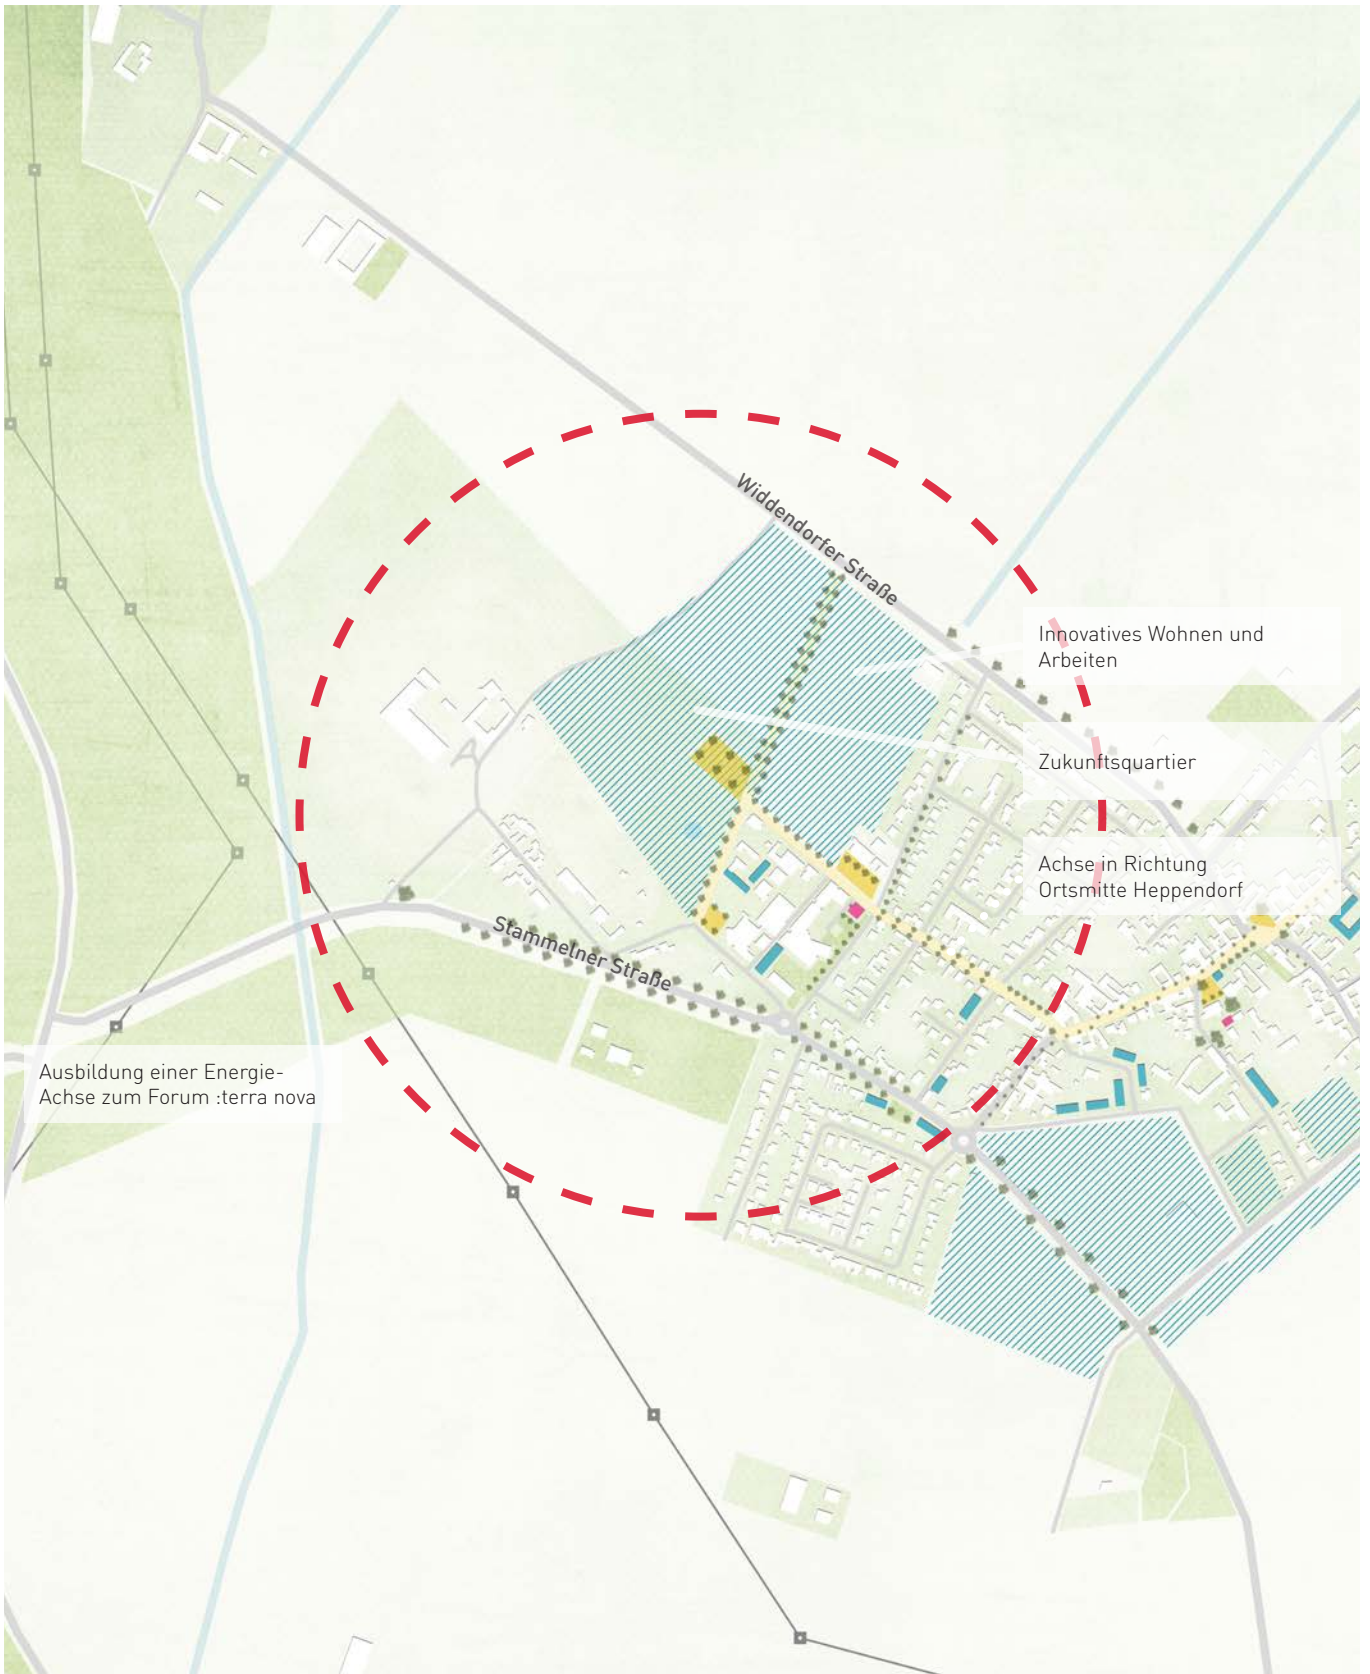 Widdendorfer Straße
Innovatives Wohnen und
Arbeiten
Zukunftsquartier
Achse in Richtung
Ortsmitte Heppendorf
Stammelner Straße
Ausbildung einer Energie-
Achse zum Forum :terra nova